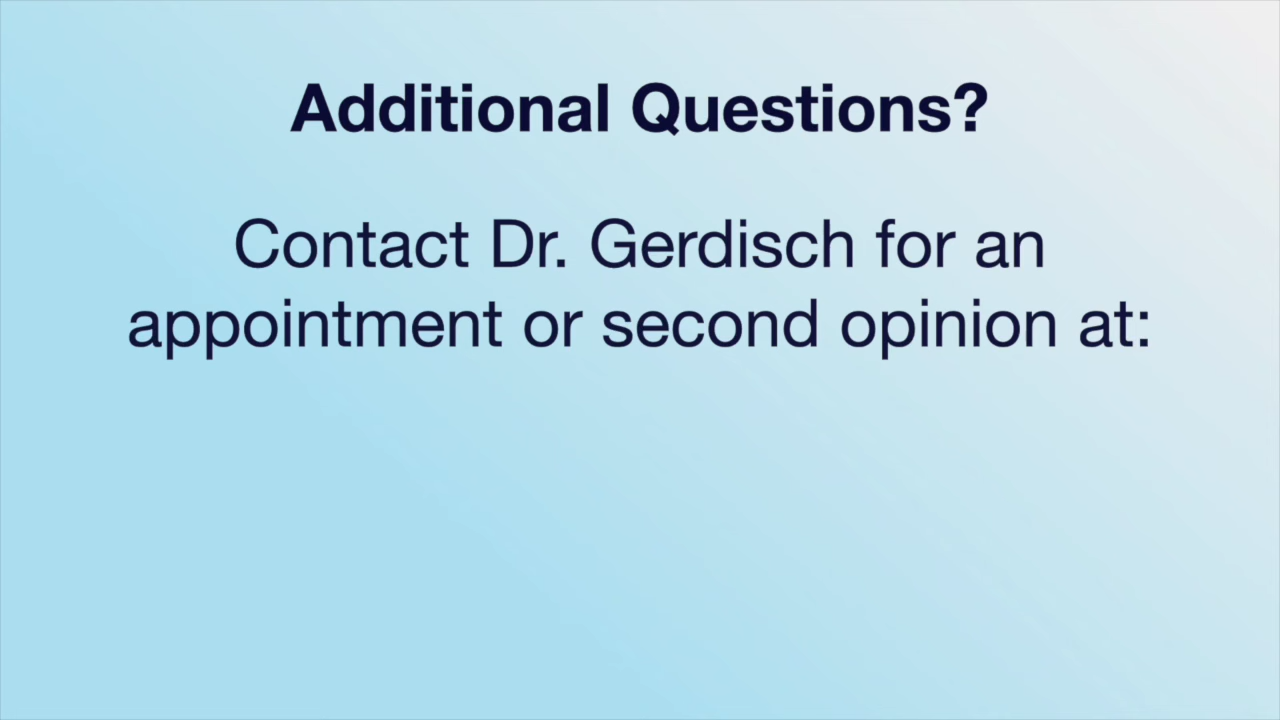 Additional Questions?
Contact Dr. Gerdisch for an
appointment or second opinion at: